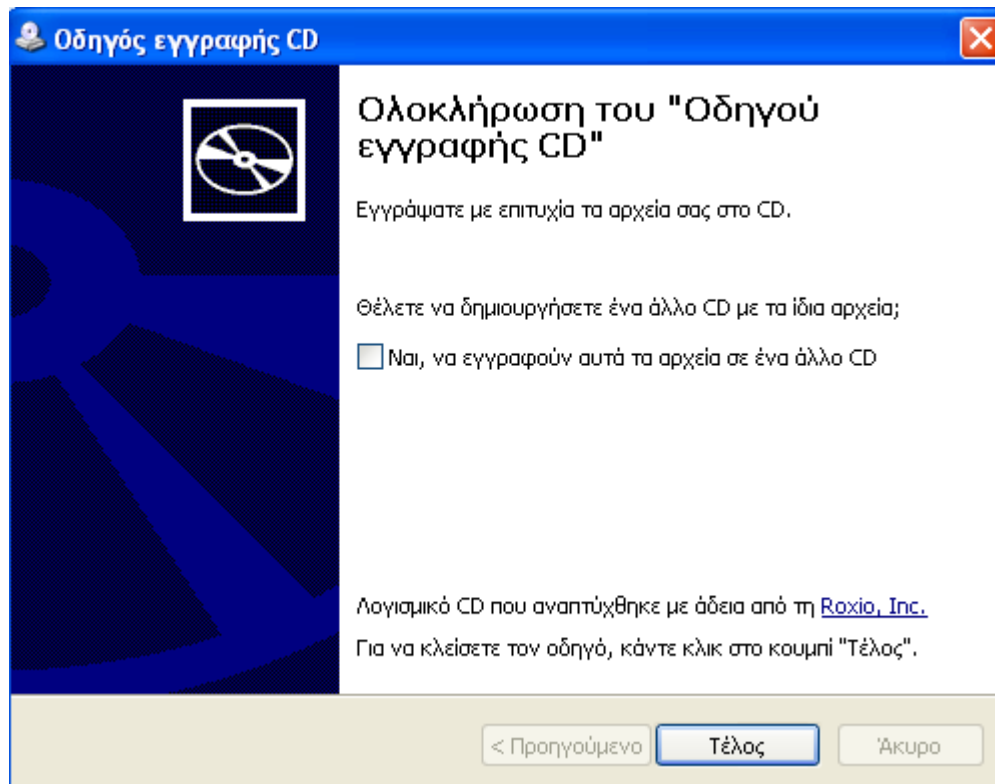 Οδηγός εγγραφής CD
Ολοκλήρωση του "Οδηγού
εγγραφής CD"
Εγγράψατε με επιτυχία τα αρχεία σας στο CD.
Θέλετε να δημιουργήσετε ένα άλλο CD με τα ίδια αρχεία;
Ναι, να εγγραφούν αυτά τα αρχεία σε ένα άλλο CD
Λογισμικό CD που αναπτύχθηκε με άδεια από τη Roxio, Inc.
Για να κλείσετε τον οδηγό, κάντε κλικ στο κουμπί "Τέλος".
< Προηγούμενο Τέλος Άκυρο